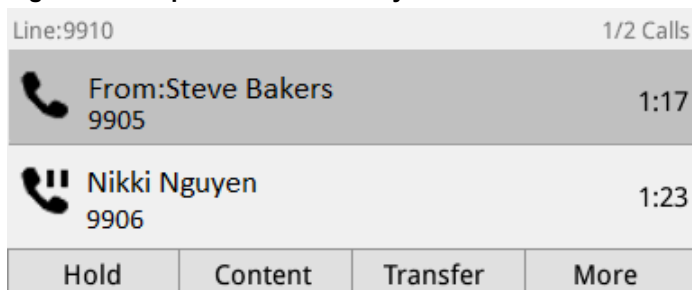 Line:9910 1/2 Calls
From:Steve Bakers
9905
1:17
Nikki Nguyen
9906
1:23
Hold Content Transfer More